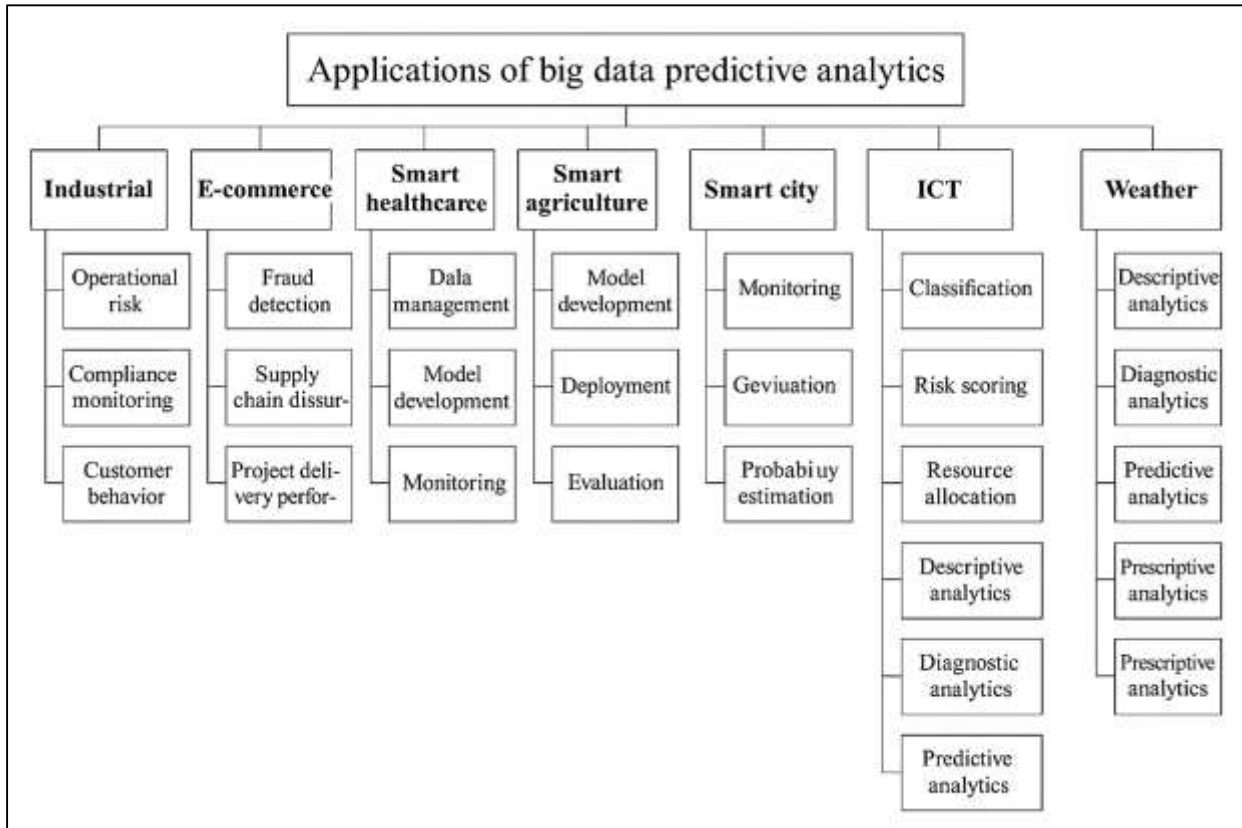 Applications of big data predictive analytics
Industrial
Operational
risk
Compliance
monitoring
Customer
behavior
E-commerce
Fraud
detection
Supply
chain dissur-
Project deli-
very perfor-
Smart
healthcarce
Dala
management
Model
development
Monitoring
Smart
agriculture
Model
development
Deployment
Evaluation
Smart city
Monitoring
Geviuation
Probabiuy
estimation
ICT
Classification
Risk scoring
Resource
allocation
Descriptive
analytics
Diagnostic
analytics
Predictive
analytics
Weather
Descriptive
analytics
Diagnostic
analytics
Predictive
analytics
Prescriptive
analytics
Prescriptive
analytics